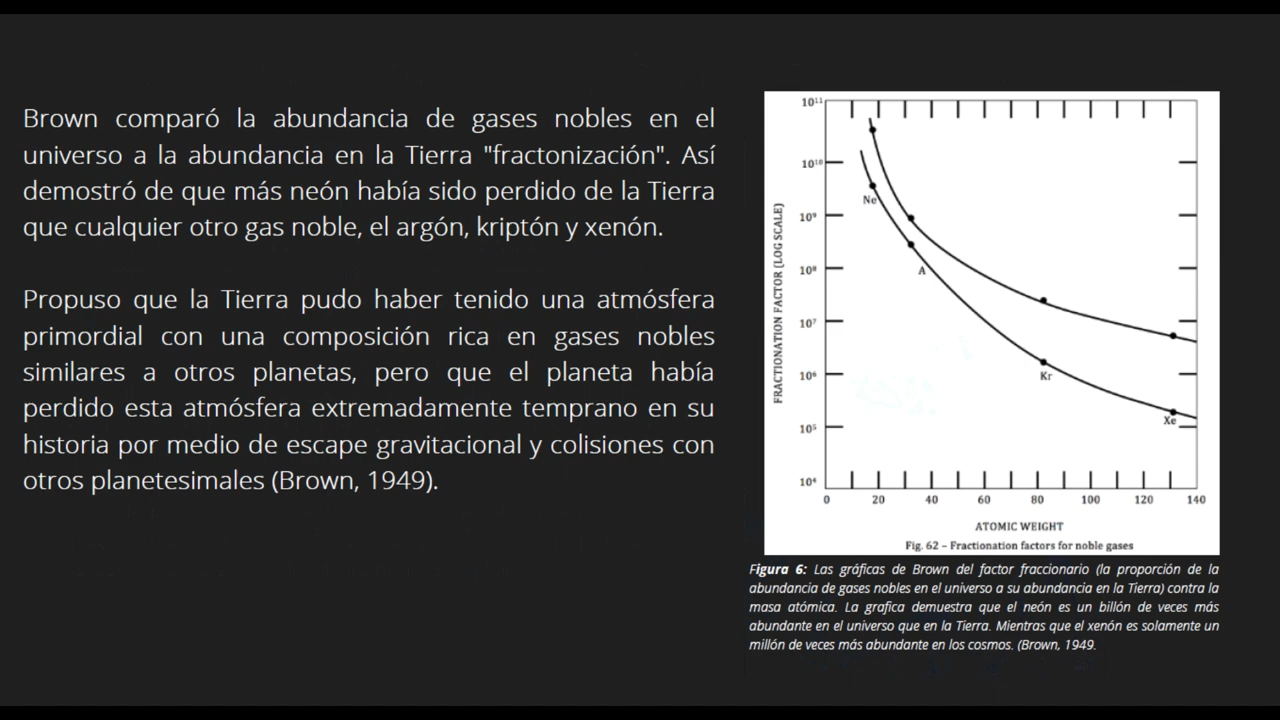 Brown comparó la abundancia de gases nobles en el
universo a la abundancia en la Tierra "fractonización". Así
demostró de que más neón había sido perdido de la Tierra
que cualquier otro gas noble, el argón, kriptón y xenón.
Propuso que la Tierra pudo haber tenido una atmósfera
primordial con una composición rica en gases nobles
similares a otros planetas, pero que el planeta había
perdido esta atmósfera extremadamente temprano en su
historia por medio de escape gravitacional y colisiones con
otros planetesimales (Brown, 1949).
FRACTIONATION FACTOR (LOG SCALE)
10¹¹
10¹⁰
10⁹
10⁸
10⁷
10⁶
10⁵
10⁴
Ne
A
Kr
Xe
0 20 40 60 80 100 120 140
ATOMIC WEIGHT
Fig. 62 – Fractionation factors for noble gases
Figura 6: Las gráficas de Brown del factor fraccionario (la proporción de la
abundancia de gases nobles en el universo a su abundancia en la Tierra) contra la
masa atómica. La grafica demuestra que el neón es un billón de veces más
abundante en el universo que en la Tierra. Mientras que el xenón es solamente un
millón de veces más abundante en los cosmos. (Brown, 1949.